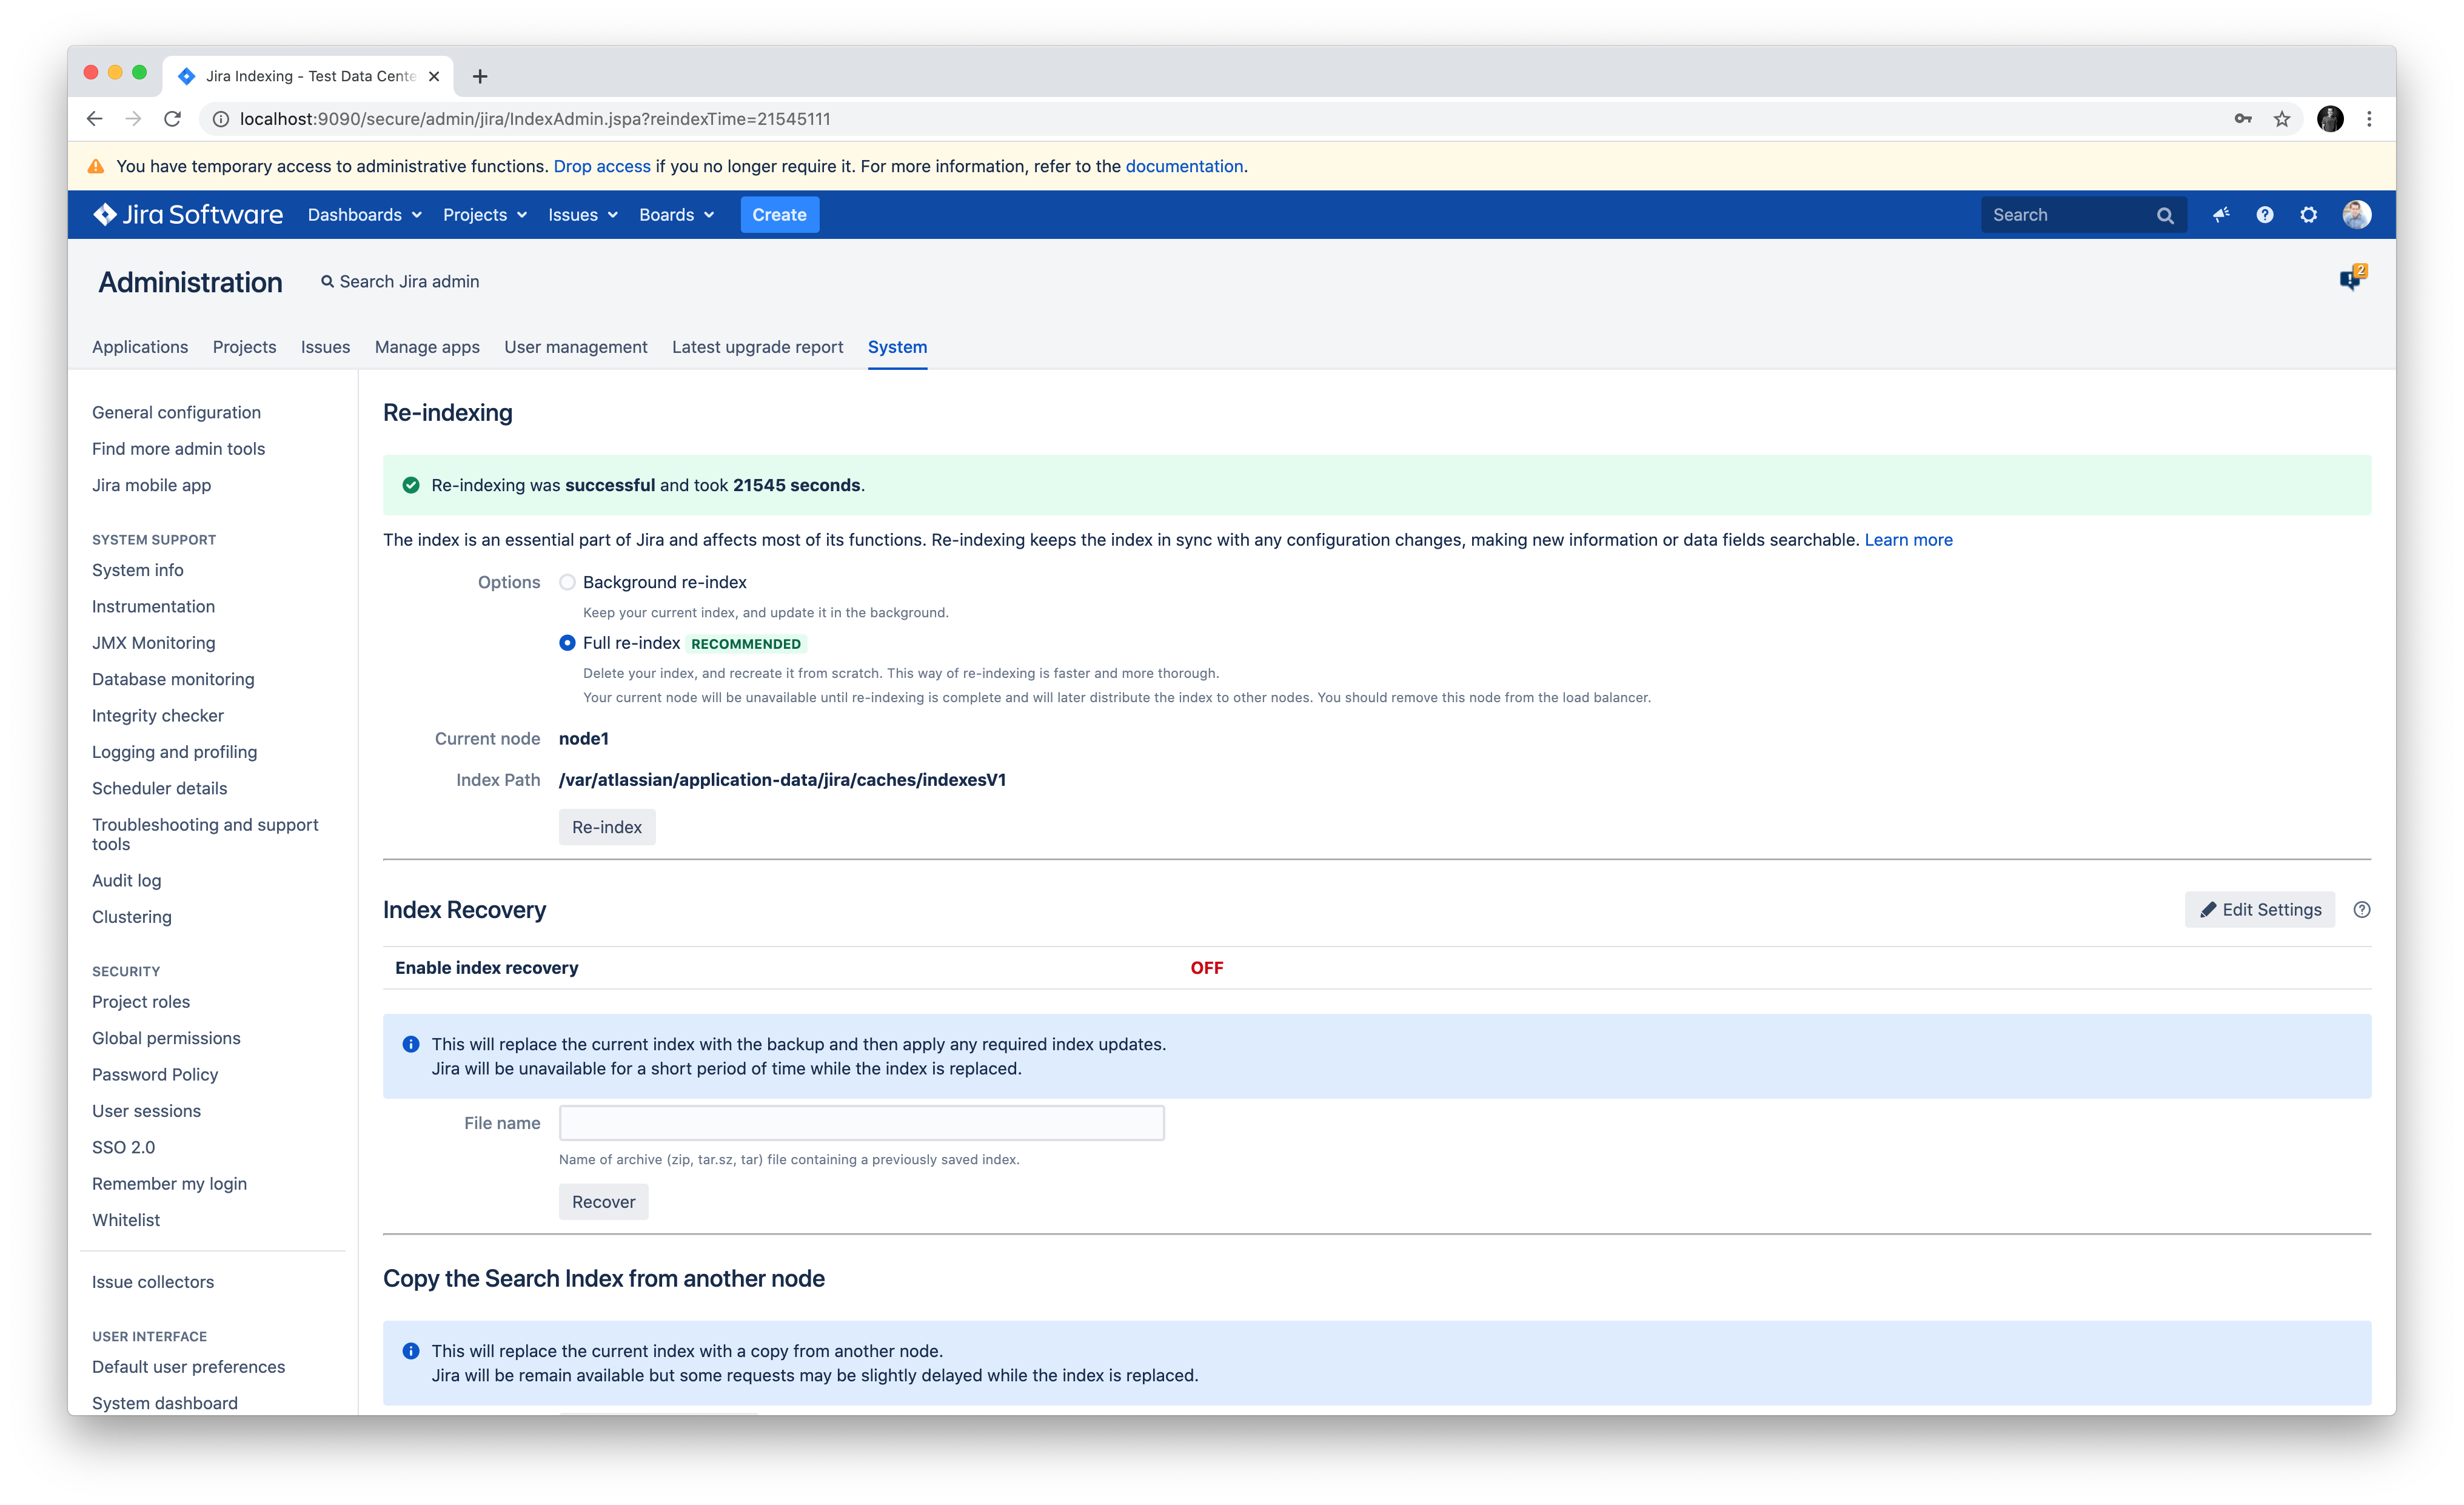 Jira Indexing - Test Data Cente
localhost:9090/secure/admin/jira/IndexAdmin.jspa?reindexTime=21545111
You have temporary access to administrative functions. Drop access if you no longer require it. For more information, refer to the documentation.
Jira Software Dashboards Projects Issues Boards Create Search
Administration Search Jira admin 2
Applications Projects Issues Manage apps User management Latest upgrade report System
General configuration
Find more admin tools
Jira mobile app
SYSTEM SUPPORT
System info
Instrumentation
JMX Monitoring
Database monitoring
Integrity checker
Logging and profiling
Scheduler details
Troubleshooting and support
tools
Audit log
Clustering
SECURITY
Project roles
Global permissions
Password Policy
User sessions
SSO 2.0
Remember my login
Whitelist
Issue collectors
USER INTERFACE
Default user preferences
System dashboard
Re-indexing
Re-indexing was successful and took 21545 seconds.
The index is an essential part of Jira and affects most of its functions. Re-indexing keeps the index in sync with any configuration changes, making new information or data fields searchable. Learn more
Options Background re-index
Keep your current index, and update it in the background.
Full re-index RECOMMENDED
Delete your index, and recreate it from scratch. This way of re-indexing is faster and more thorough.
Your current node will be unavailable until re-indexing is complete and will later distribute the index to other nodes. You should remove this node from the load balancer.
Current node node1
Index Path /var/atlassian/application-data/jira/caches/indexesV1
Re-index
Index Recovery Edit Settings
Enable index recovery OFF
This will replace the current index with the backup and then apply any required index updates.
Jira will be unavailable for a short period of time while the index is replaced.
File name
Name of archive (zip, tar.sz, tar) file containing a previously saved index.
Recover
Copy the Search Index from another node
This will replace the current index with a copy from another node.
Jira will be remain available but some requests may be slightly delayed while the index is replaced.